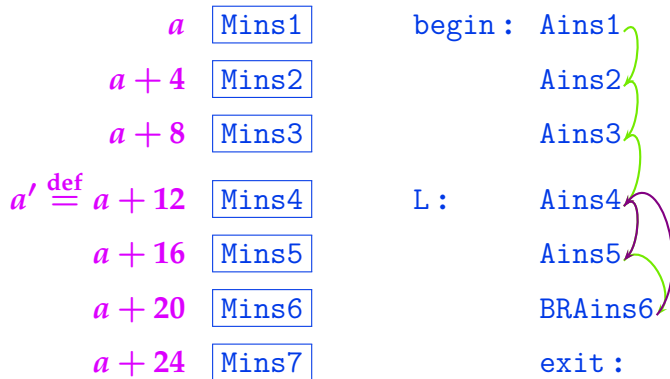 a Mins1 begin : Ains1
a + 4 Mins2 Ains2
a + 8 Mins3 Ains3
a′ def= a + 12 Mins4 L : Ains4
a + 16 Mins5 Ains5
a + 20 Mins6 BRAins6
a + 24 Mins7 exit :